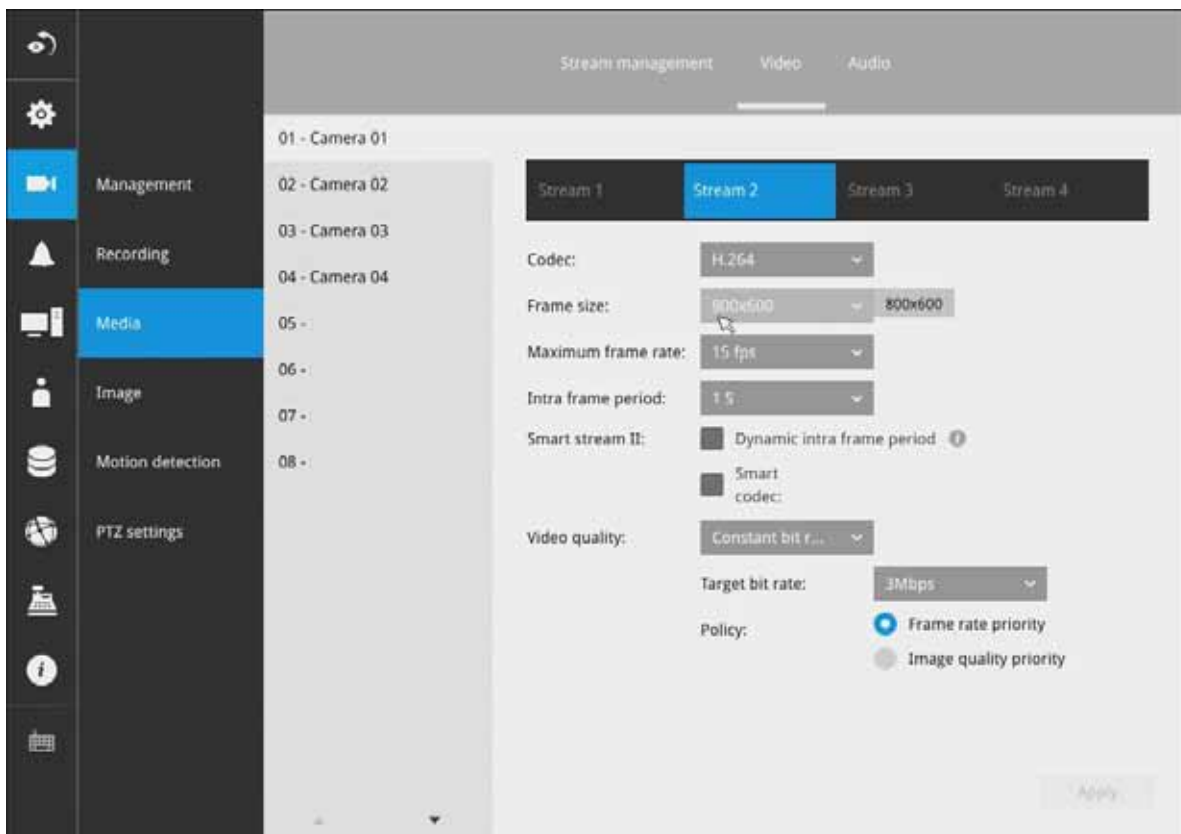 Stream management Video Audio
01 - Camera 01
02 - Camera 02
03 - Camera 03
04 - Camera 04
05 -
06 -
07 -
08 -
Management
Recording
Media
Image
Motion detection
PTZ settings
Stream 1 Stream 2 Stream 3 Stream 4
Codec: H.264
Frame size: 800x600 800x600
Maximum frame rate: 15 fps
Intra frame period: 1 S
Smart stream II: Dynamic intra frame period i
Smart
codec:
Video quality: Constant bit r...
Target bit rate: 3Mbps
Policy: Frame rate priority
Image quality priority
Apply